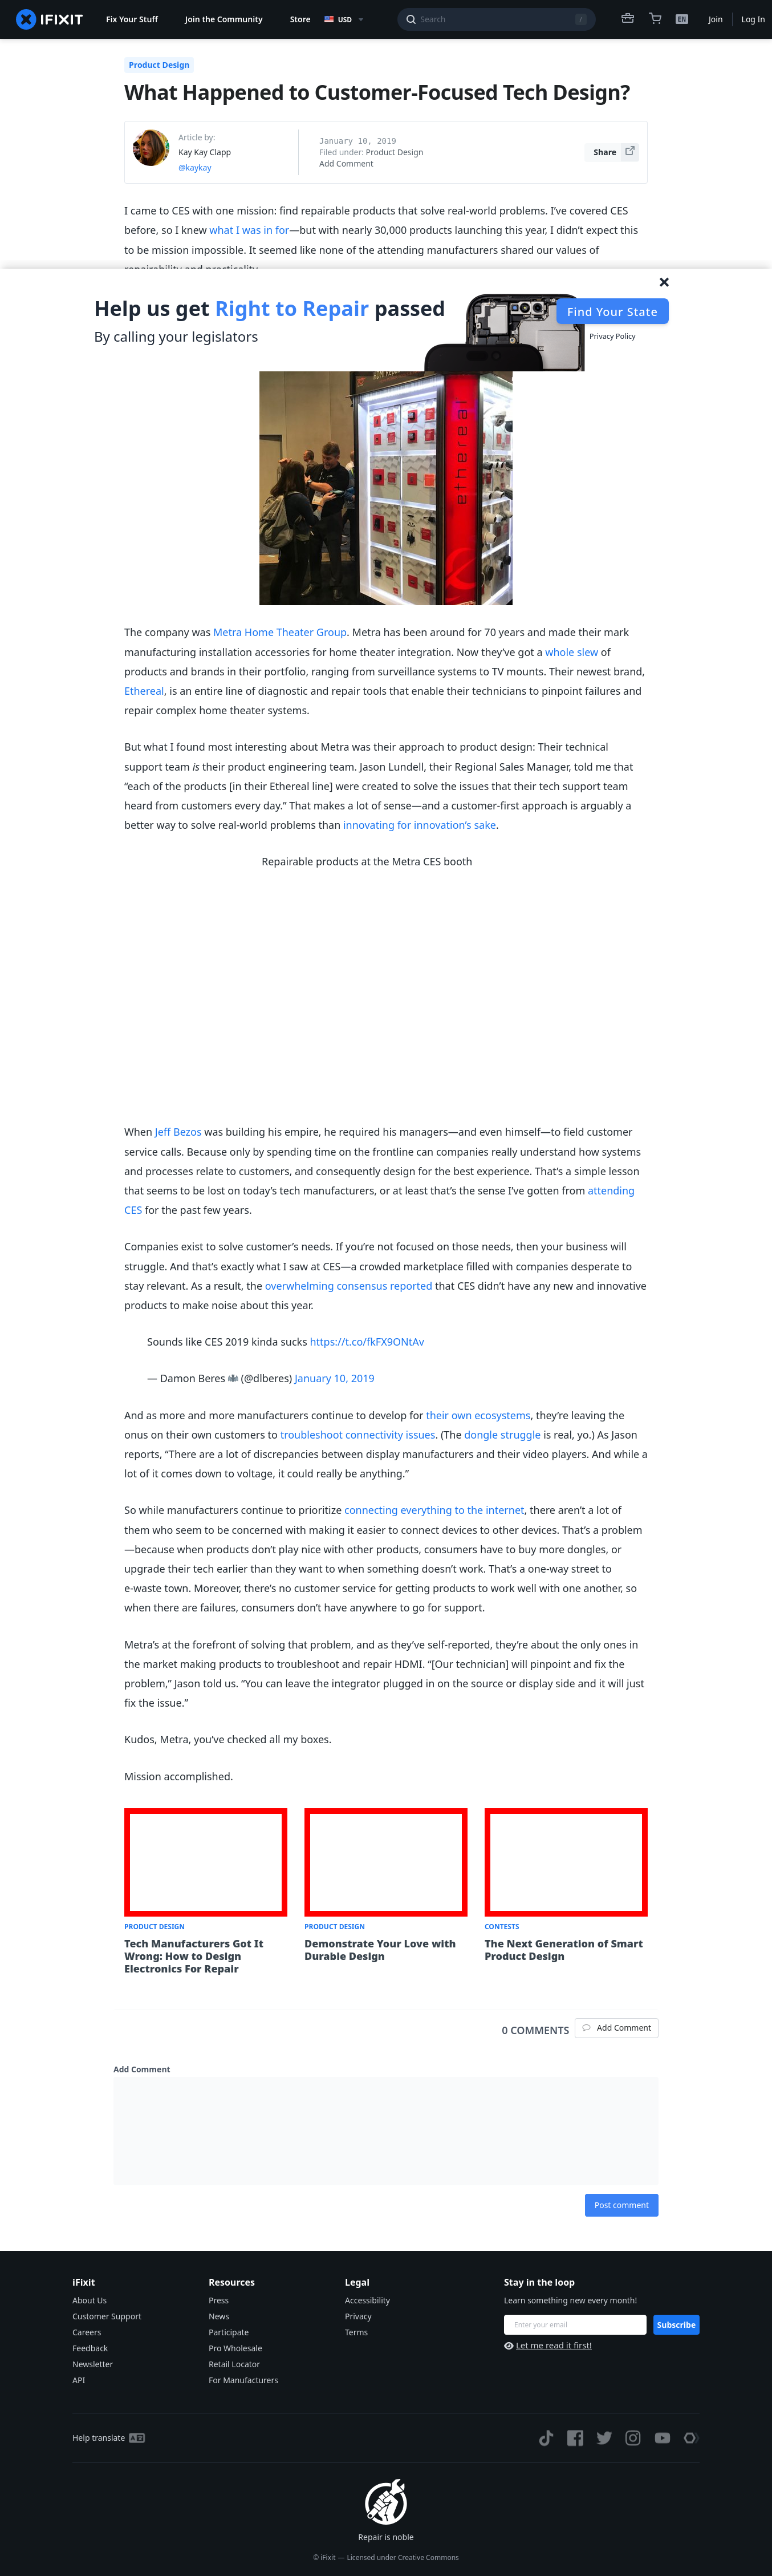 IFIXIT
Fix Your Stuff
Join the Community
Store
USD
Search
/
EN
Join
Log In
Product Design
What Happened to Customer-Focused Tech Design?
Article by:
Kay Kay Clapp
@kaykay
January 10, 2019
Filed under: Product Design
Add Comment
Share
I came to CES with one mission: find repairable products that solve real-world problems. I’ve covered CES
before, so I knew what I was in for—but with nearly 30,000 products launching this year, I didn’t expect this
to be mission impossible. It seemed like none of the attending manufacturers shared our values of
Help us get Right to Repair passed
By calling your legislators
Find Your State
Privacy Policy
ethereal
The company was Metra Home Theater Group. Metra has been around for 70 years and made their mark
manufacturing installation accessories for home theater integration. Now they’ve got a whole slew of
products and brands in their portfolio, ranging from surveillance systems to TV mounts. Their newest brand,
Ethereal, is an entire line of diagnostic and repair tools that enable their technicians to pinpoint failures and
repair complex home theater systems.
But what I found most interesting about Metra was their approach to product design: Their technical
support team is their product engineering team. Jason Lundell, their Regional Sales Manager, told me that
“each of the products [in their Ethereal line] were created to solve the issues that their tech support team
heard from customers every day.” That makes a lot of sense—and a customer-first approach is arguably a
better way to solve real-world problems than innovating for innovation’s sake.
Repairable products at the Metra CES booth
When Jeff Bezos was building his empire, he required his managers—and even himself—to field customer
service calls. Because only by spending time on the frontline can companies really understand how systems
and processes relate to customers, and consequently design for the best experience. That’s a simple lesson
that seems to be lost on today’s tech manufacturers, or at least that’s the sense I’ve gotten from attending
CES for the past few years.
Companies exist to solve customer’s needs. If you’re not focused on those needs, then your business will
struggle. And that’s exactly what I saw at CES—a crowded marketplace filled with companies desperate to
stay relevant. As a result, the overwhelming consensus reported that CES didn’t have any new and innovative
products to make noise about this year.
Sounds like CES 2019 kinda sucks https://t.co/fkFX9ONtAv
— Damon Beres (@dlberes) January 10, 2019
And as more and more manufacturers continue to develop for their own ecosystems, they’re leaving the
onus on their own customers to troubleshoot connectivity issues. (The dongle struggle is real, yo.) As Jason
reports, “There are a lot of discrepancies between display manufacturers and their video players. And while a
lot of it comes down to voltage, it could really be anything.”
So while manufacturers continue to prioritize connecting everything to the internet, there aren’t a lot of
them who seem to be concerned with making it easier to connect devices to other devices. That’s a problem
—because when products don’t play nice with other products, consumers have to buy more dongles, or
upgrade their tech earlier than they want to when something doesn’t work. That’s a one-way street to
e-waste town. Moreover, there’s no customer service for getting products to work well with one another, so
when there are failures, consumers don’t have anywhere to go for support.
Metra’s at the forefront of solving that problem, and as they’ve self-reported, they’re about the only ones in
the market making products to troubleshoot and repair HDMI. “[Our technician] will pinpoint and fix the
problem,” Jason told us. “You can leave the integrator plugged in on the source or display side and it will just
fix the issue.”
Kudos, Metra, you’ve checked all my boxes.
Mission accomplished.
PRODUCT DESIGN
Tech Manufacturers Got It
Wrong: How to Design
Electronics For Repair
PRODUCT DESIGN
Demonstrate Your Love with
Durable Design
CONTESTS
The Next Generation of Smart
Product Design
0 COMMENTS
Add Comment
Add Comment
Post comment
iFixit
About Us
Customer Support
Careers
Feedback
Newsletter
API
Resources
Press
News
Participate
Pro Wholesale
Retail Locator
For Manufacturers
Legal
Accessibility
Privacy
Terms
Stay in the loop
Learn something new every month!
Enter your email
Subscribe
Let me read it first!
Help translate
Repair is noble
© iFixit — Licensed under Creative Commons